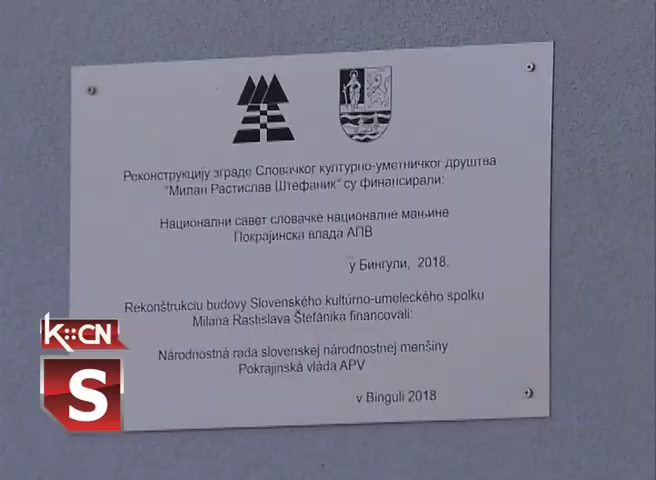 Реконструкцију зграде Словачког културно-уметничког друштва
"Милан Растислав Штефаник" су финансирали:
Национални савет словачке националне мањине
Покрајинска влада АПВ
у Бингули, 2018.
Rekonštrukciu budovy Slovenského kultúrno-umeleckého spolku
Milana Rastislava Štefánika financovali:
Národnostná rada slovenskej národnostnej menšiny
Pokrajinská vláda APV
v Binguli 2018
K::CN
S